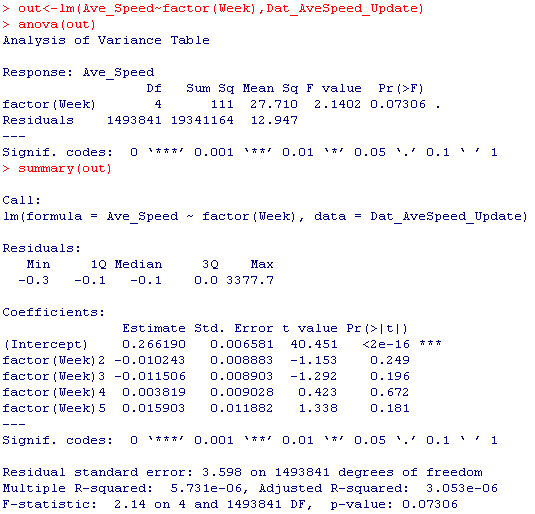 > out<-lm(Ave_Speed~factor(Week),Dat_AveSpeed_Update)
> anova(out)
Analysis of Variance Table
Response: Ave_Speed
Df Sum Sq Mean Sq F value Pr(>F)
factor(Week) 4 111 27.710 2.1402 0.07306 .
Residuals 1493841 19341164 12.947
---
Signif. codes: 0 ‘***’ 0.001 ‘**’ 0.01 ‘*’ 0.05 ‘.’ 0.1 ‘ ’ 1
> summary(out)
Call:
lm(formula = Ave_Speed ~ factor(Week), data = Dat_AveSpeed_Update)
Residuals:
Min 1Q Median 3Q Max
-0.3 -0.1 -0.1 0.0 3377.7
Coefficients:
Estimate Std. Error t value Pr(>|t|)
(Intercept) 0.266190 0.006581 40.451 <2e-16 ***
factor(Week)2 -0.010243 0.008883 -1.153 0.249
factor(Week)3 -0.011506 0.008903 -1.292 0.196
factor(Week)4 0.003819 0.009028 0.423 0.672
factor(Week)5 0.015903 0.011882 1.338 0.181
---
Signif. codes: 0 ‘***’ 0.001 ‘**’ 0.01 ‘*’ 0.05 ‘.’ 0.1 ‘ ’ 1
Residual standard error: 3.598 on 1493841 degrees of freedom
Multiple R-squared: 5.731e-06, Adjusted R-squared: 3.053e-06
F-statistic: 2.14 on 4 and 1493841 DF, p-value: 0.07306